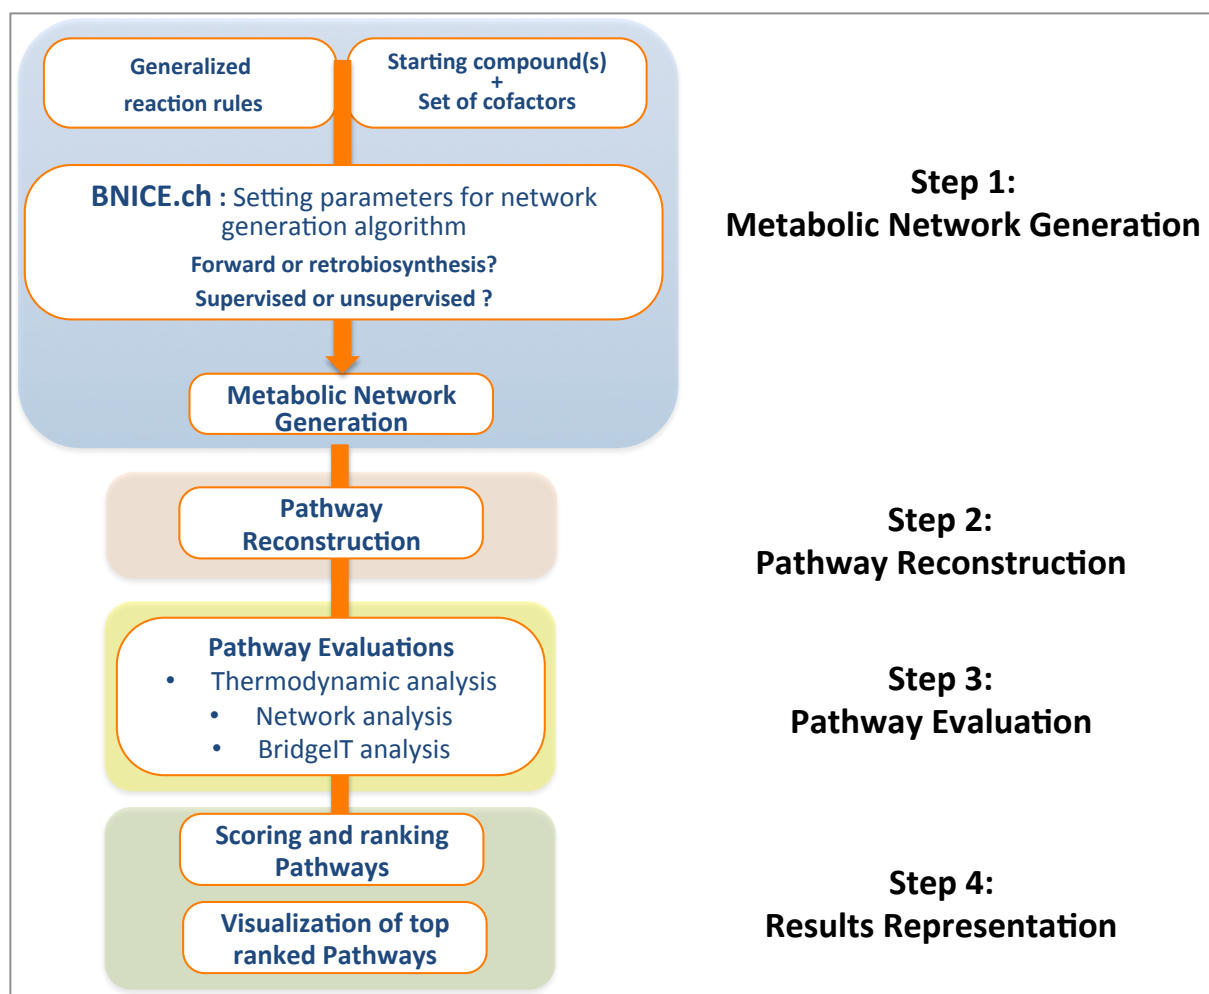 Generalized
reaction rules
Starting compound(s)
+
Set of cofactors
BNICE.ch : Setting parameters for network
generation algorithm
Forward or retrobiosynthesis?
Supervised or unsupervised ?
Metabolic Network
Generation
Step 1:
Metabolic Network Generation
Pathway
Reconstruction
Step 2:
Pathway Reconstruction
Pathway Evaluations
• Thermodynamic analysis
• Network analysis
• BridgeIT analysis
Step 3:
Pathway Evaluation
Scoring and ranking
Pathways
Visualization of top
ranked Pathways
Step 4:
Results Representation